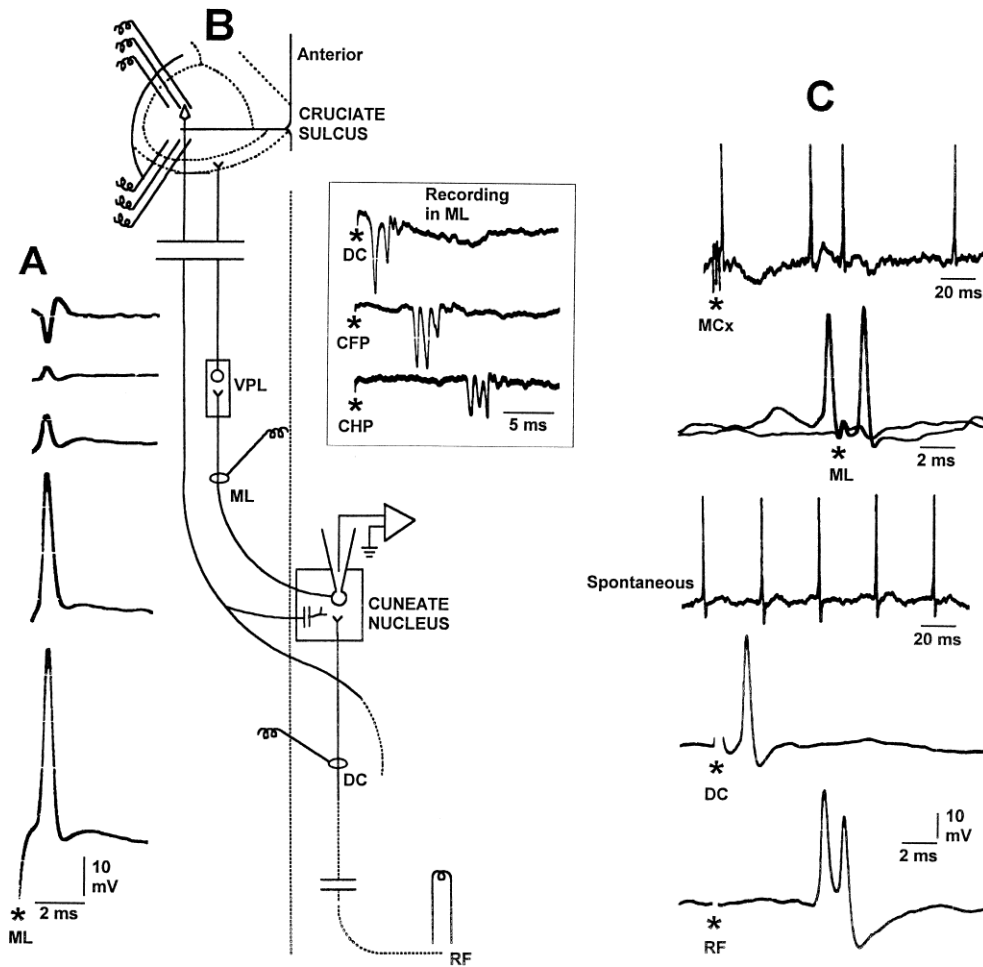 A
10
mV
2 ms
*
ML
B
Anterior
CRUCIATE
SULCUS
VPL
ML
CUNEATE
NUCLEUS
DC
RF
Recording
in ML
*
DC
*
CFP
*
CHP
5 ms
C
20 ms
*
MCx
*
ML
2 ms
Spontaneous
20 ms
*
DC
10
mV
2 ms
*
RF